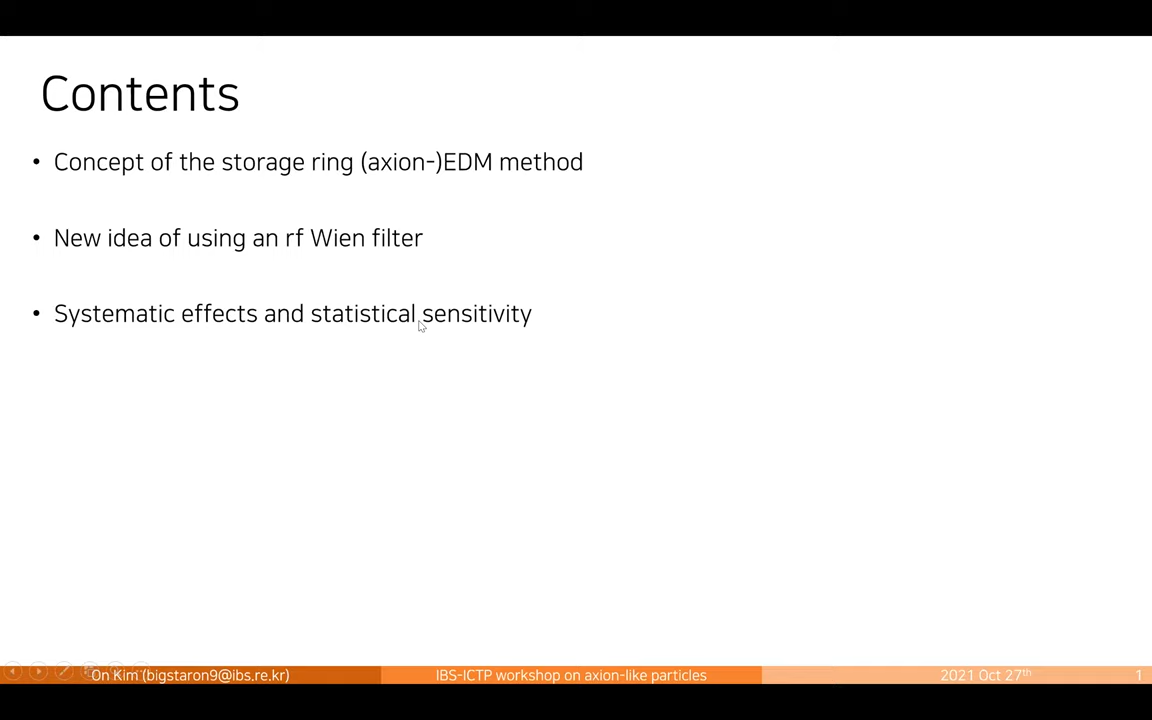 Contents
• Concept of the storage ring (axion-)EDM method
• New idea of using an rf Wien filter
• Systematic effects and statistical sensitivity
On Kim (bigstaron9@ibs.re.kr)
IBS-ICTP workshop on axion-like particles
2021 Oct 27th
1